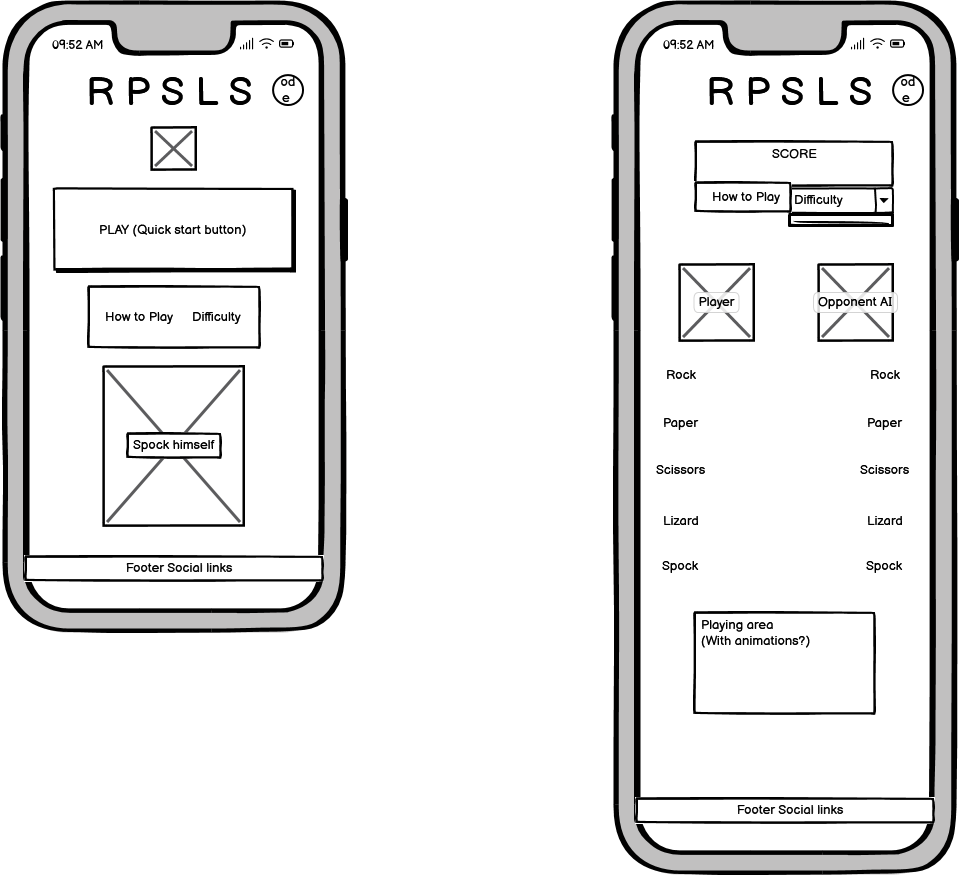 09:52 AM
R P S L S
od
e
PLAY (Quick start button)
How to Play Difficulty
Spock himself
Footer Social links
09:52 AM
R P S L S
od
e
SCORE
How to Play Difficulty
Player Opponent AI
Rock Rock
Paper Paper
Scissors Scissors
Lizard Lizard
Spock Spock
Playing area
(With animations?)
Footer Social links